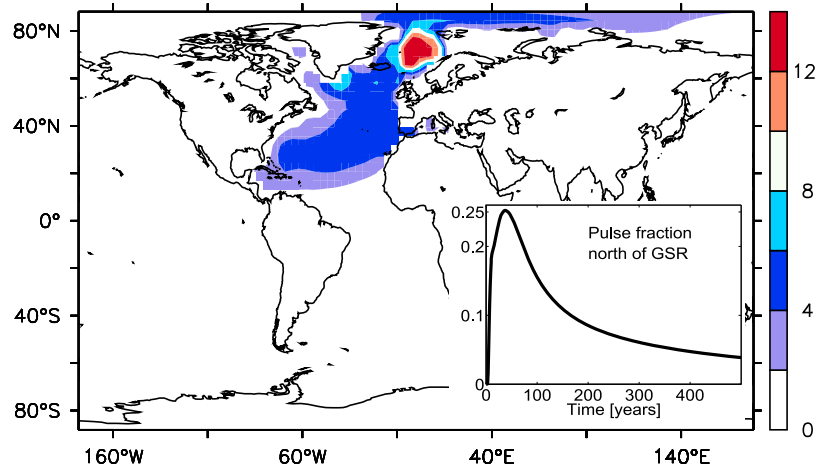 80°N
40°N
0°
40°S
80°S
160°W
60°W
40°E
140°E
12
8
4
0
0.25
0.2
0.1
0
Pulse fraction
north of GSR
0
100
200
300
400
Time [years]